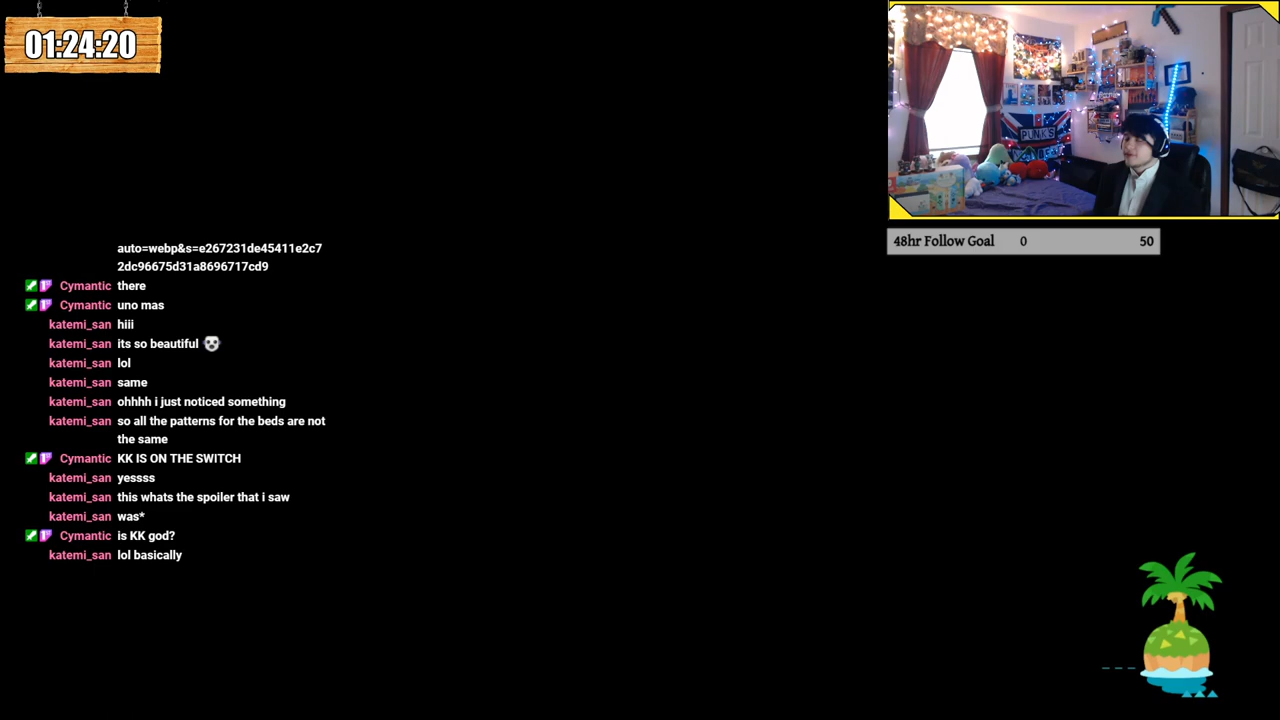 01:24:20
PUNKS
48hr Follow Goal 0 50
auto=webp&s=e267231de45411e2c7
2dc96675d31a8696717cd9
Cymantic there
Cymantic uno mas
katemi_san hiii
katemi_san its so beautiful
katemi_san lol
katemi_san same
katemi_san ohhhh i just noticed something
katemi_san so all the patterns for the beds are not
the same
Cymantic KK IS ON THE SWITCH
katemi_san yessss
katemi_san this whats the spoiler that i saw
katemi_san was*
Cymantic is KK god?
katemi_san lol basically